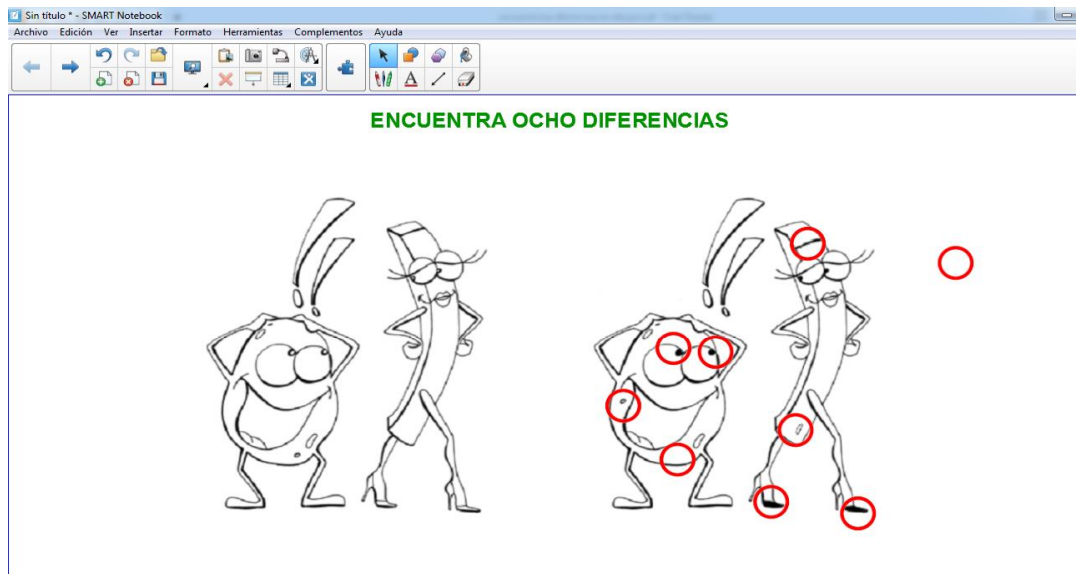 Sin título * - SMART Notebook
Archivo Edición Ver Insertar Formato Herramientas Complementos Ayuda
ENCUENTRA OCHO DIFERENCIAS